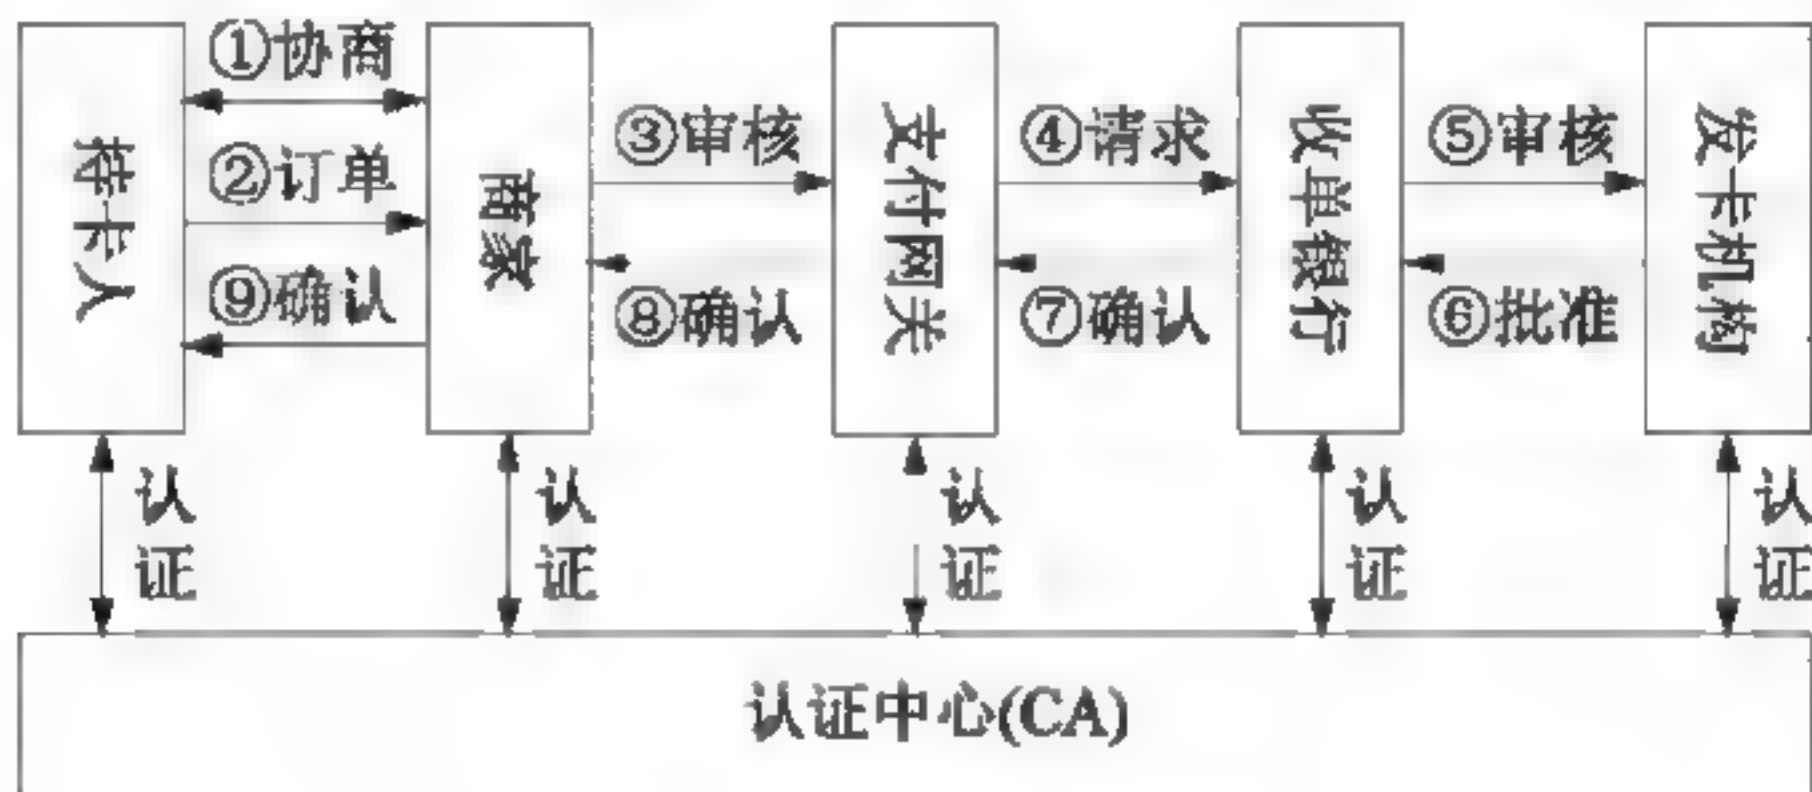 持卡人
①协商
②订单
⑨确认
商家
③审核
⑧确认
支付网关
④请求
⑦确认
收单银行
⑤审核
⑥批准
发卡机构
认证
认证
认证
认证
认证
认证中心(CA)